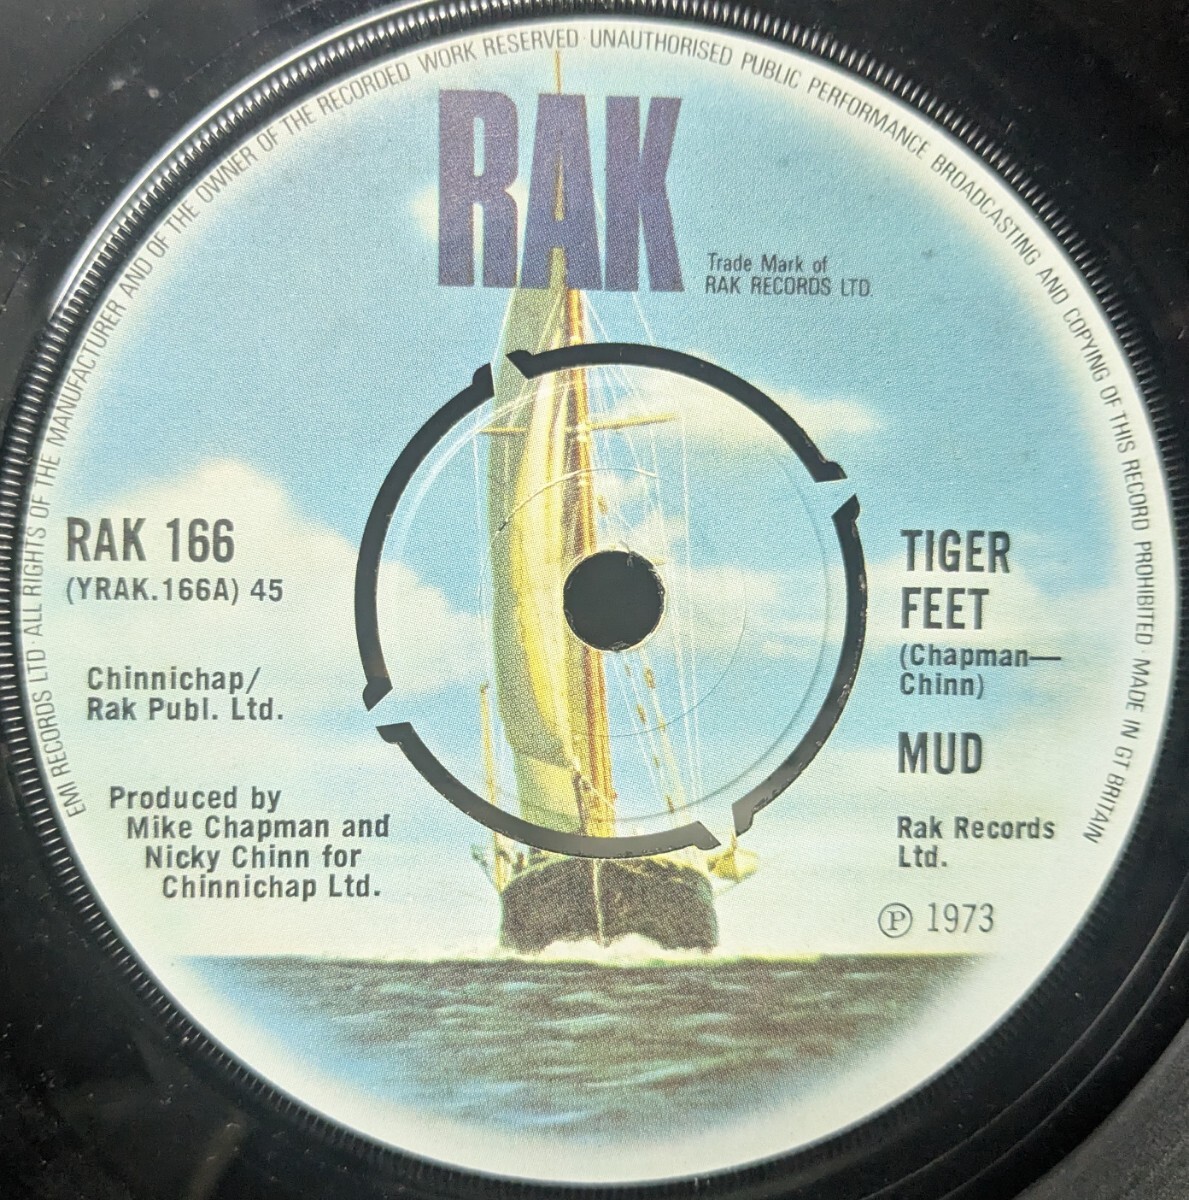 EMI RECORDS LTD · ALL RIGHTS OF THE MANUFACTURER AND OF THE OWNER OF THE RECORDED WORK RESERVED · UNAUTHORISED PUBLIC PERFORMANCE BROADCASTING AND COPYING OF THIS RECORD PROHIBITED · MADE IN GT BRITAIN
RAK
Trade Mark of
RAK RECORDS LTD.
RAK 166
(YRAK.166A) 45
Chinnichap/
Rak Publ. Ltd.
Produced by
Mike Chapman and
Nicky Chinn for
Chinnichap Ltd.
TIGER
FEET
(Chapman—
Chinn)
MUD
Rak Records
Ltd.
℗ 1973